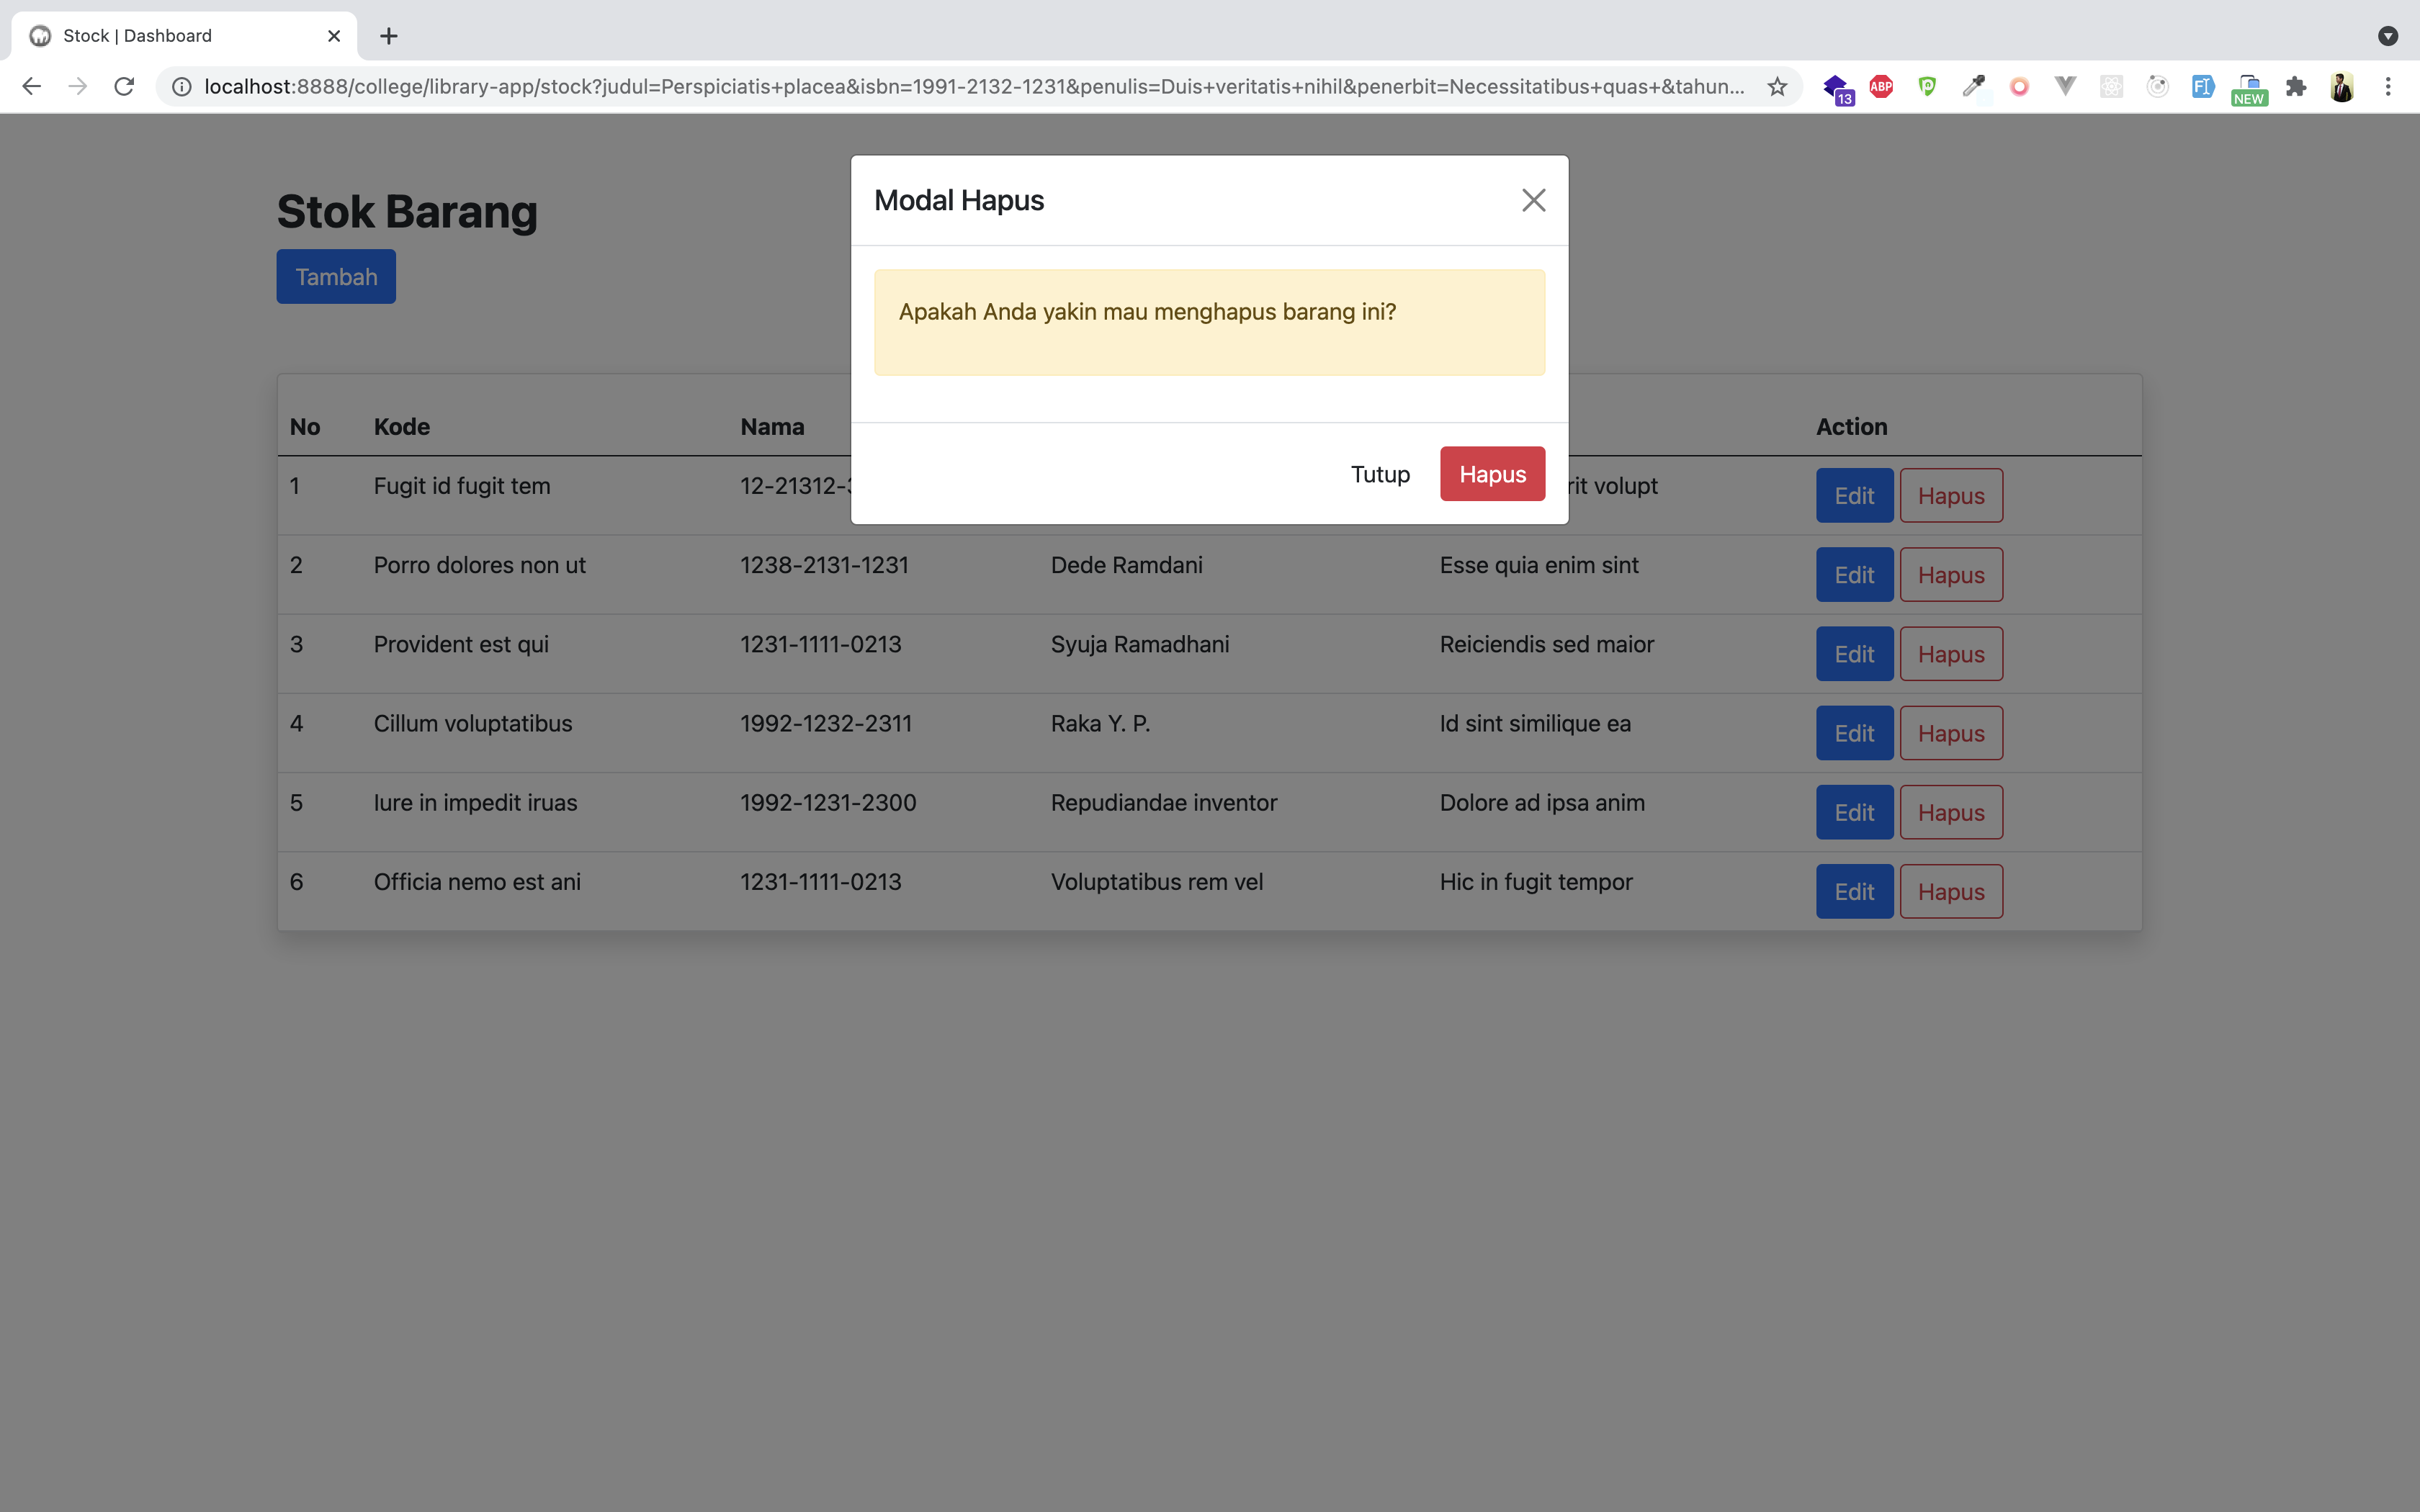 Stock | Dashboard
localhost:8888/college/library-app/stock?judul=Perspiciatis+placea&isbn=1991-2132-1231&penulis=Duis+veritatis+nihil&penerbit=Necessitatibus+quas+&tahun...
13
ABP
NEW
Modal Hapus
Apakah Anda yakin mau menghapus barang ini?
Tutup Hapus
Stok Barang
Tambah
No Kode Nama Action
1 Fugit id fugit tem 12-21312- volupt Edit Hapus
2 Porro dolores non ut 1238-2131-1231 Dede Ramdani Esse quia enim sint Edit Hapus
3 Provident est qui 1231-1111-0213 Syuja Ramadhani Reiciendis sed maior Edit Hapus
4 Cillum voluptatibus 1992-1232-2311 Raka Y. P. Id sint similique ea Edit Hapus
5 Iure in impedit iruas 1992-1231-2300 Repudiandae inventor Dolore ad ipsa anim Edit Hapus
6 Officia nemo est ani 1231-1111-0213 Voluptatibus rem vel Hic in fugit tempor Edit Hapus